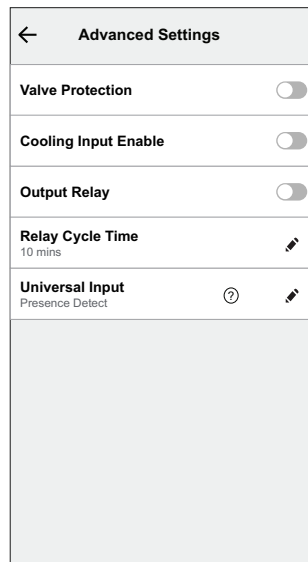 Advanced Settings
Valve Protection
Cooling Input Enable
Output Relay
Relay Cycle Time
10 mins
Universal Input
?
Presence Detect